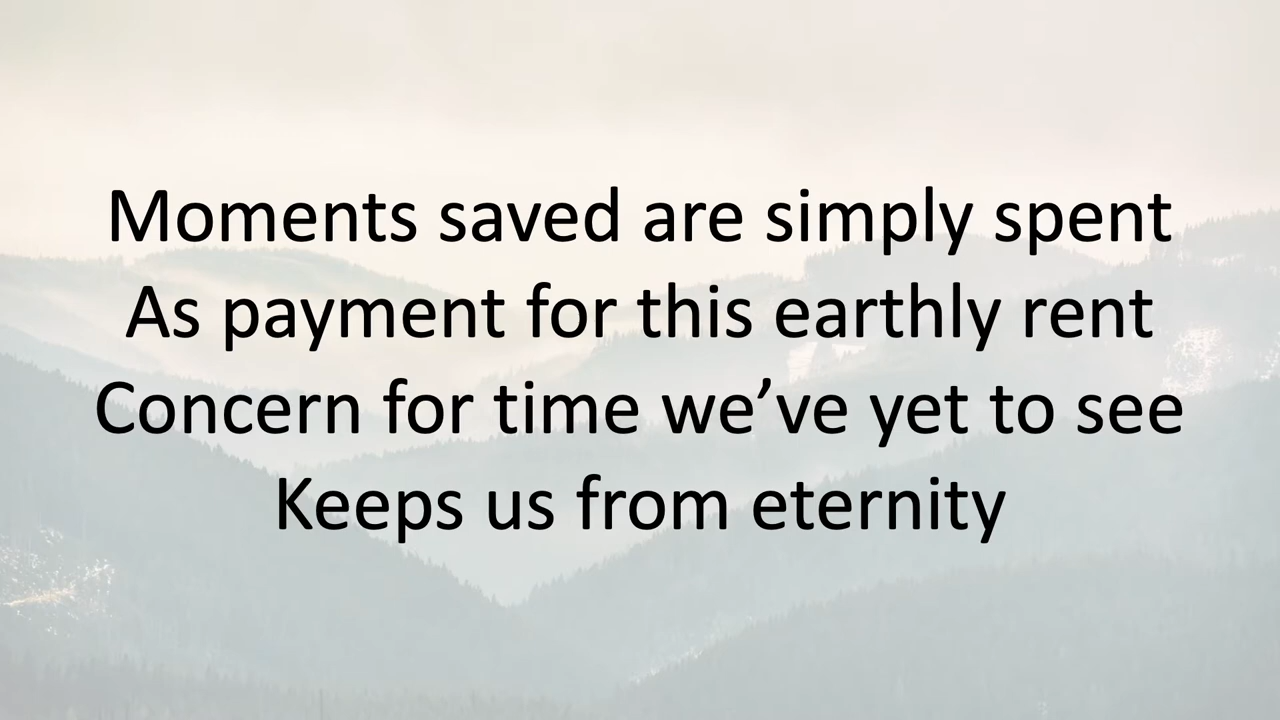 Moments saved are simply spent
As payment for this earthly rent
Concern for time we’ve yet to see
Keeps us from eternity